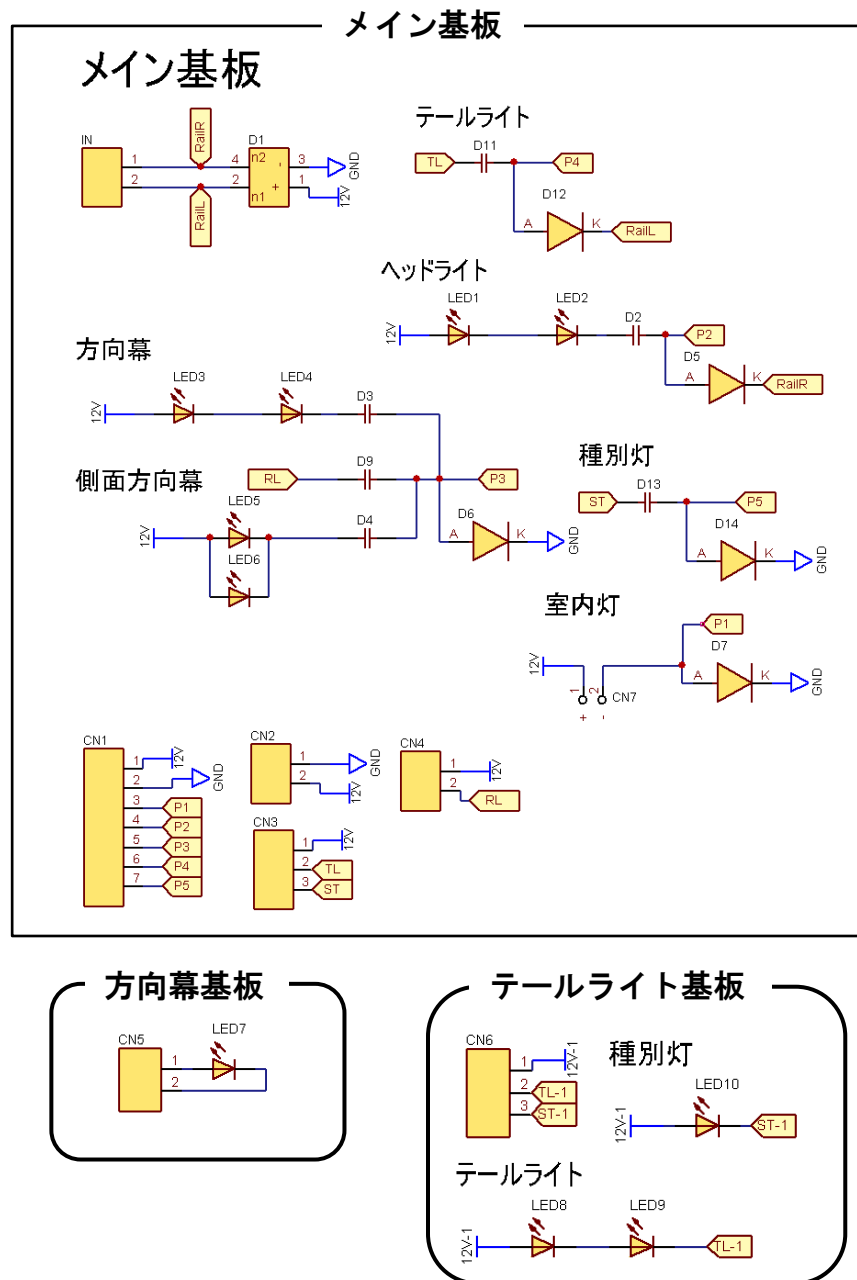 メイン基板
メイン基板
IN
1
2
RailR
RailL
D1
4
2
n2
n1
-
+
3
1
GND
12V
テールライト
TL
D11
P4
D12
A
K
RailL
ヘッドライト
12V
LED1
LED2
D2
P2
D5
A
K
RailR
方向幕
12V
LED3
LED4
D3
RL
D9
P3
側面方向幕
12V
LED5
LED6
D4
D6
A
K
GND
種別灯
ST
D13
P5
D14
A
K
GND
室内灯
12V
1
2
+
-
CN7
P1
D7
A
K
GND
CN1
1
12V
2
GND
3
P1
4
P2
5
P3
6
P4
7
P5
CN2
1
GND
2
12V
CN3
1
12V
2
TL
3
ST
CN4
1
12V
2
RL
方向幕基板
CN5
1
2
LED7
テールライト基板
CN6
1
12V-1
2
TL-1
3
ST-1
種別灯
12V-1
LED10
ST-1
テールライト
12V-1
LED8
LED9
TL-1